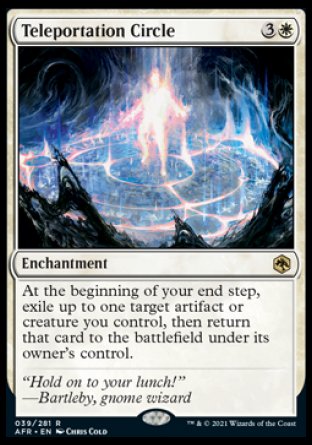 Teleportation Circle 3
Enchantment
At the beginning of your end step,
exile up to one target artifact or
creature you control, then return
that card to the battlefield under its
owner's control.
"Hold on to your lunch!"
—Bartleby, gnome wizard
039/281 R
AFR • EN Chris Cold
™ & © 2021 Wizards of the Coast